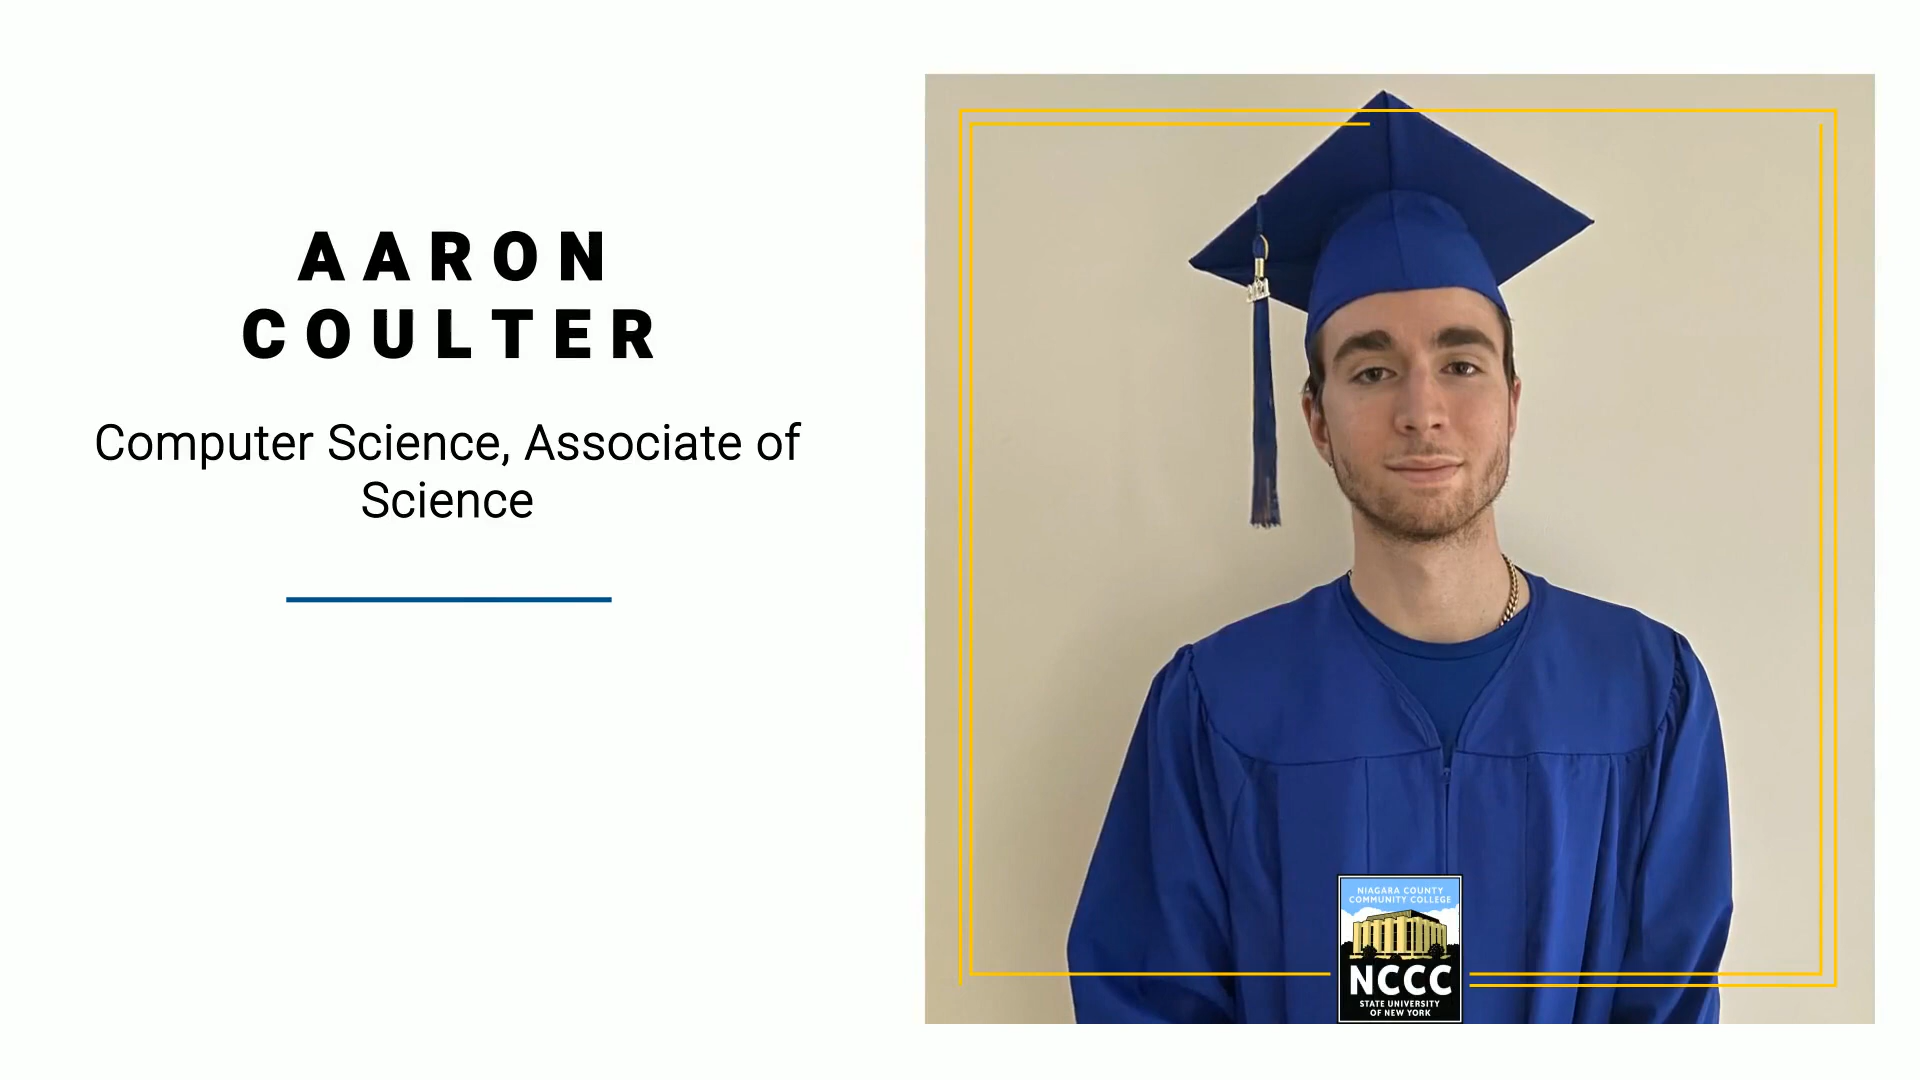 AARON
COULTER
Computer Science, Associate of
Science
NIAGARA COUNTY
COMMUNITY COLLEGE
NCCC
STATE UNIVERSITY
OF NEW YORK